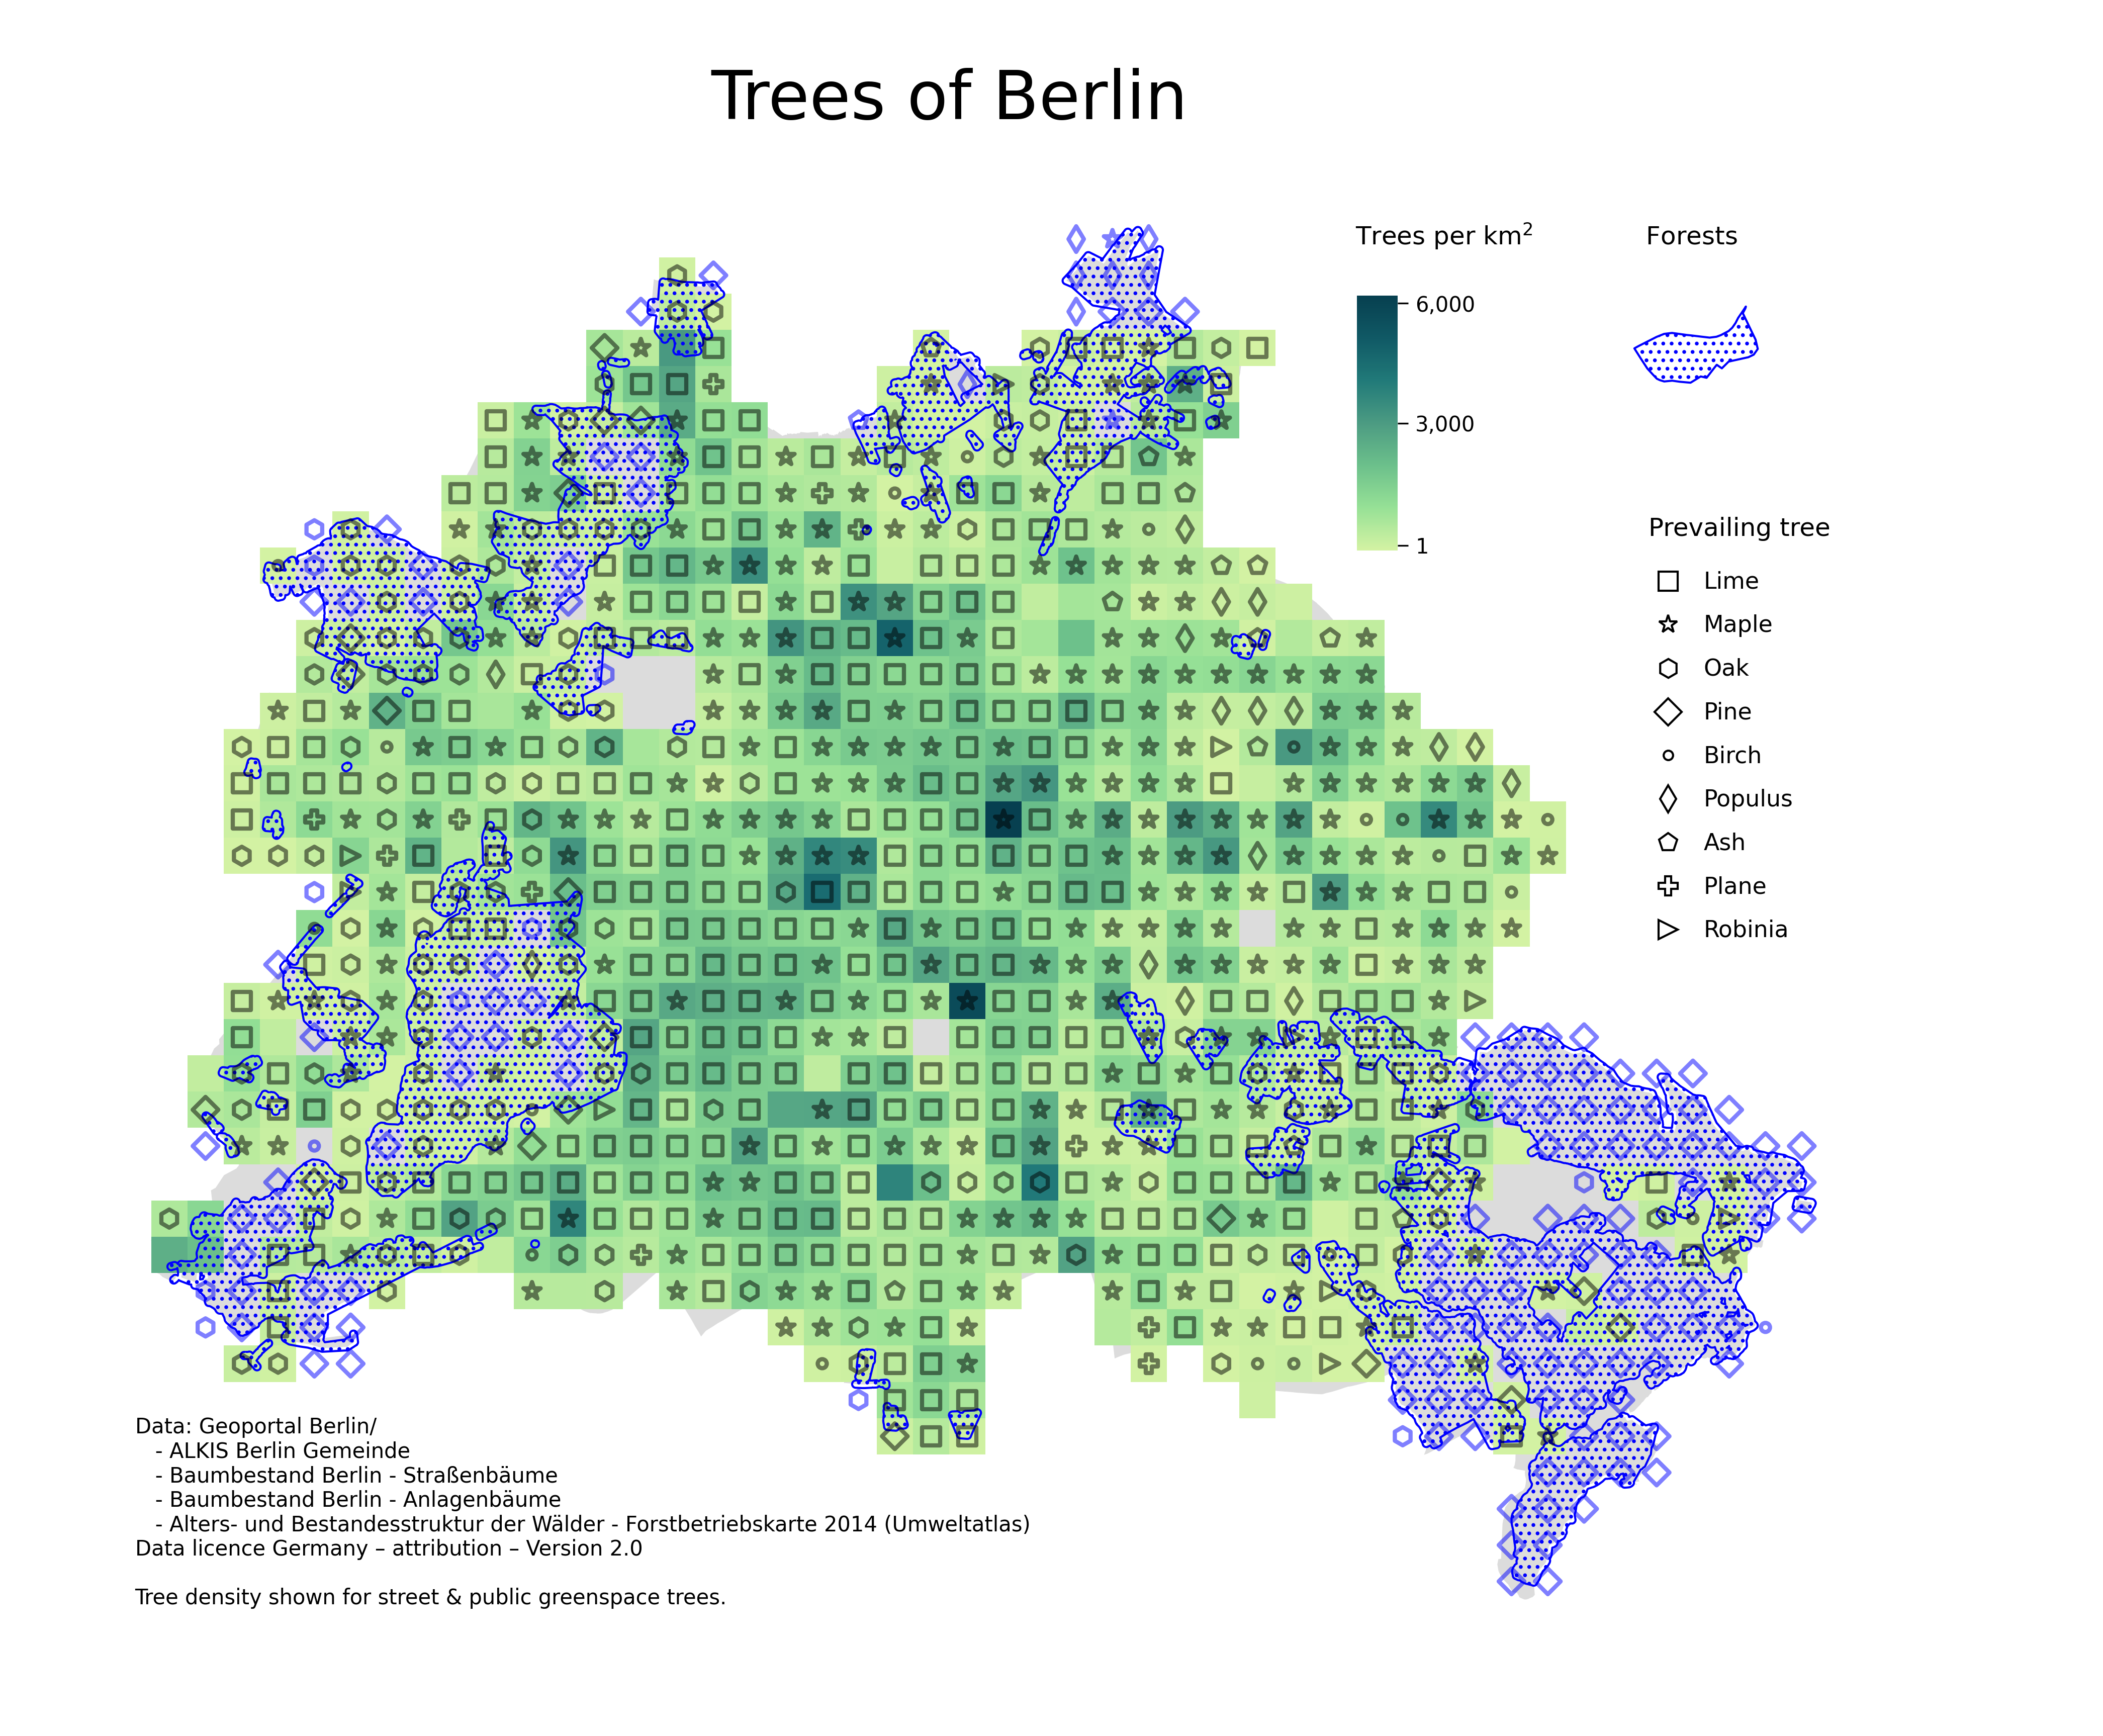 Trees of Berlin
Trees per km²
6,000
3,000
1
Forests
Prevailing tree
Lime
Maple
Oak
Pine
Birch
Populus
Ash
Plane
Robinia
Data: Geoportal Berlin/
- ALKIS Berlin Gemeinde
- Baumbestand Berlin - Straßenbäume
- Baumbestand Berlin - Anlagenbäume
- Alters- und Bestandesstruktur der Wälder - Forstbetriebskarte 2014 (Umweltatlas)
Data licence Germany – attribution – Version 2.0
Tree density shown for street & public greenspace trees.